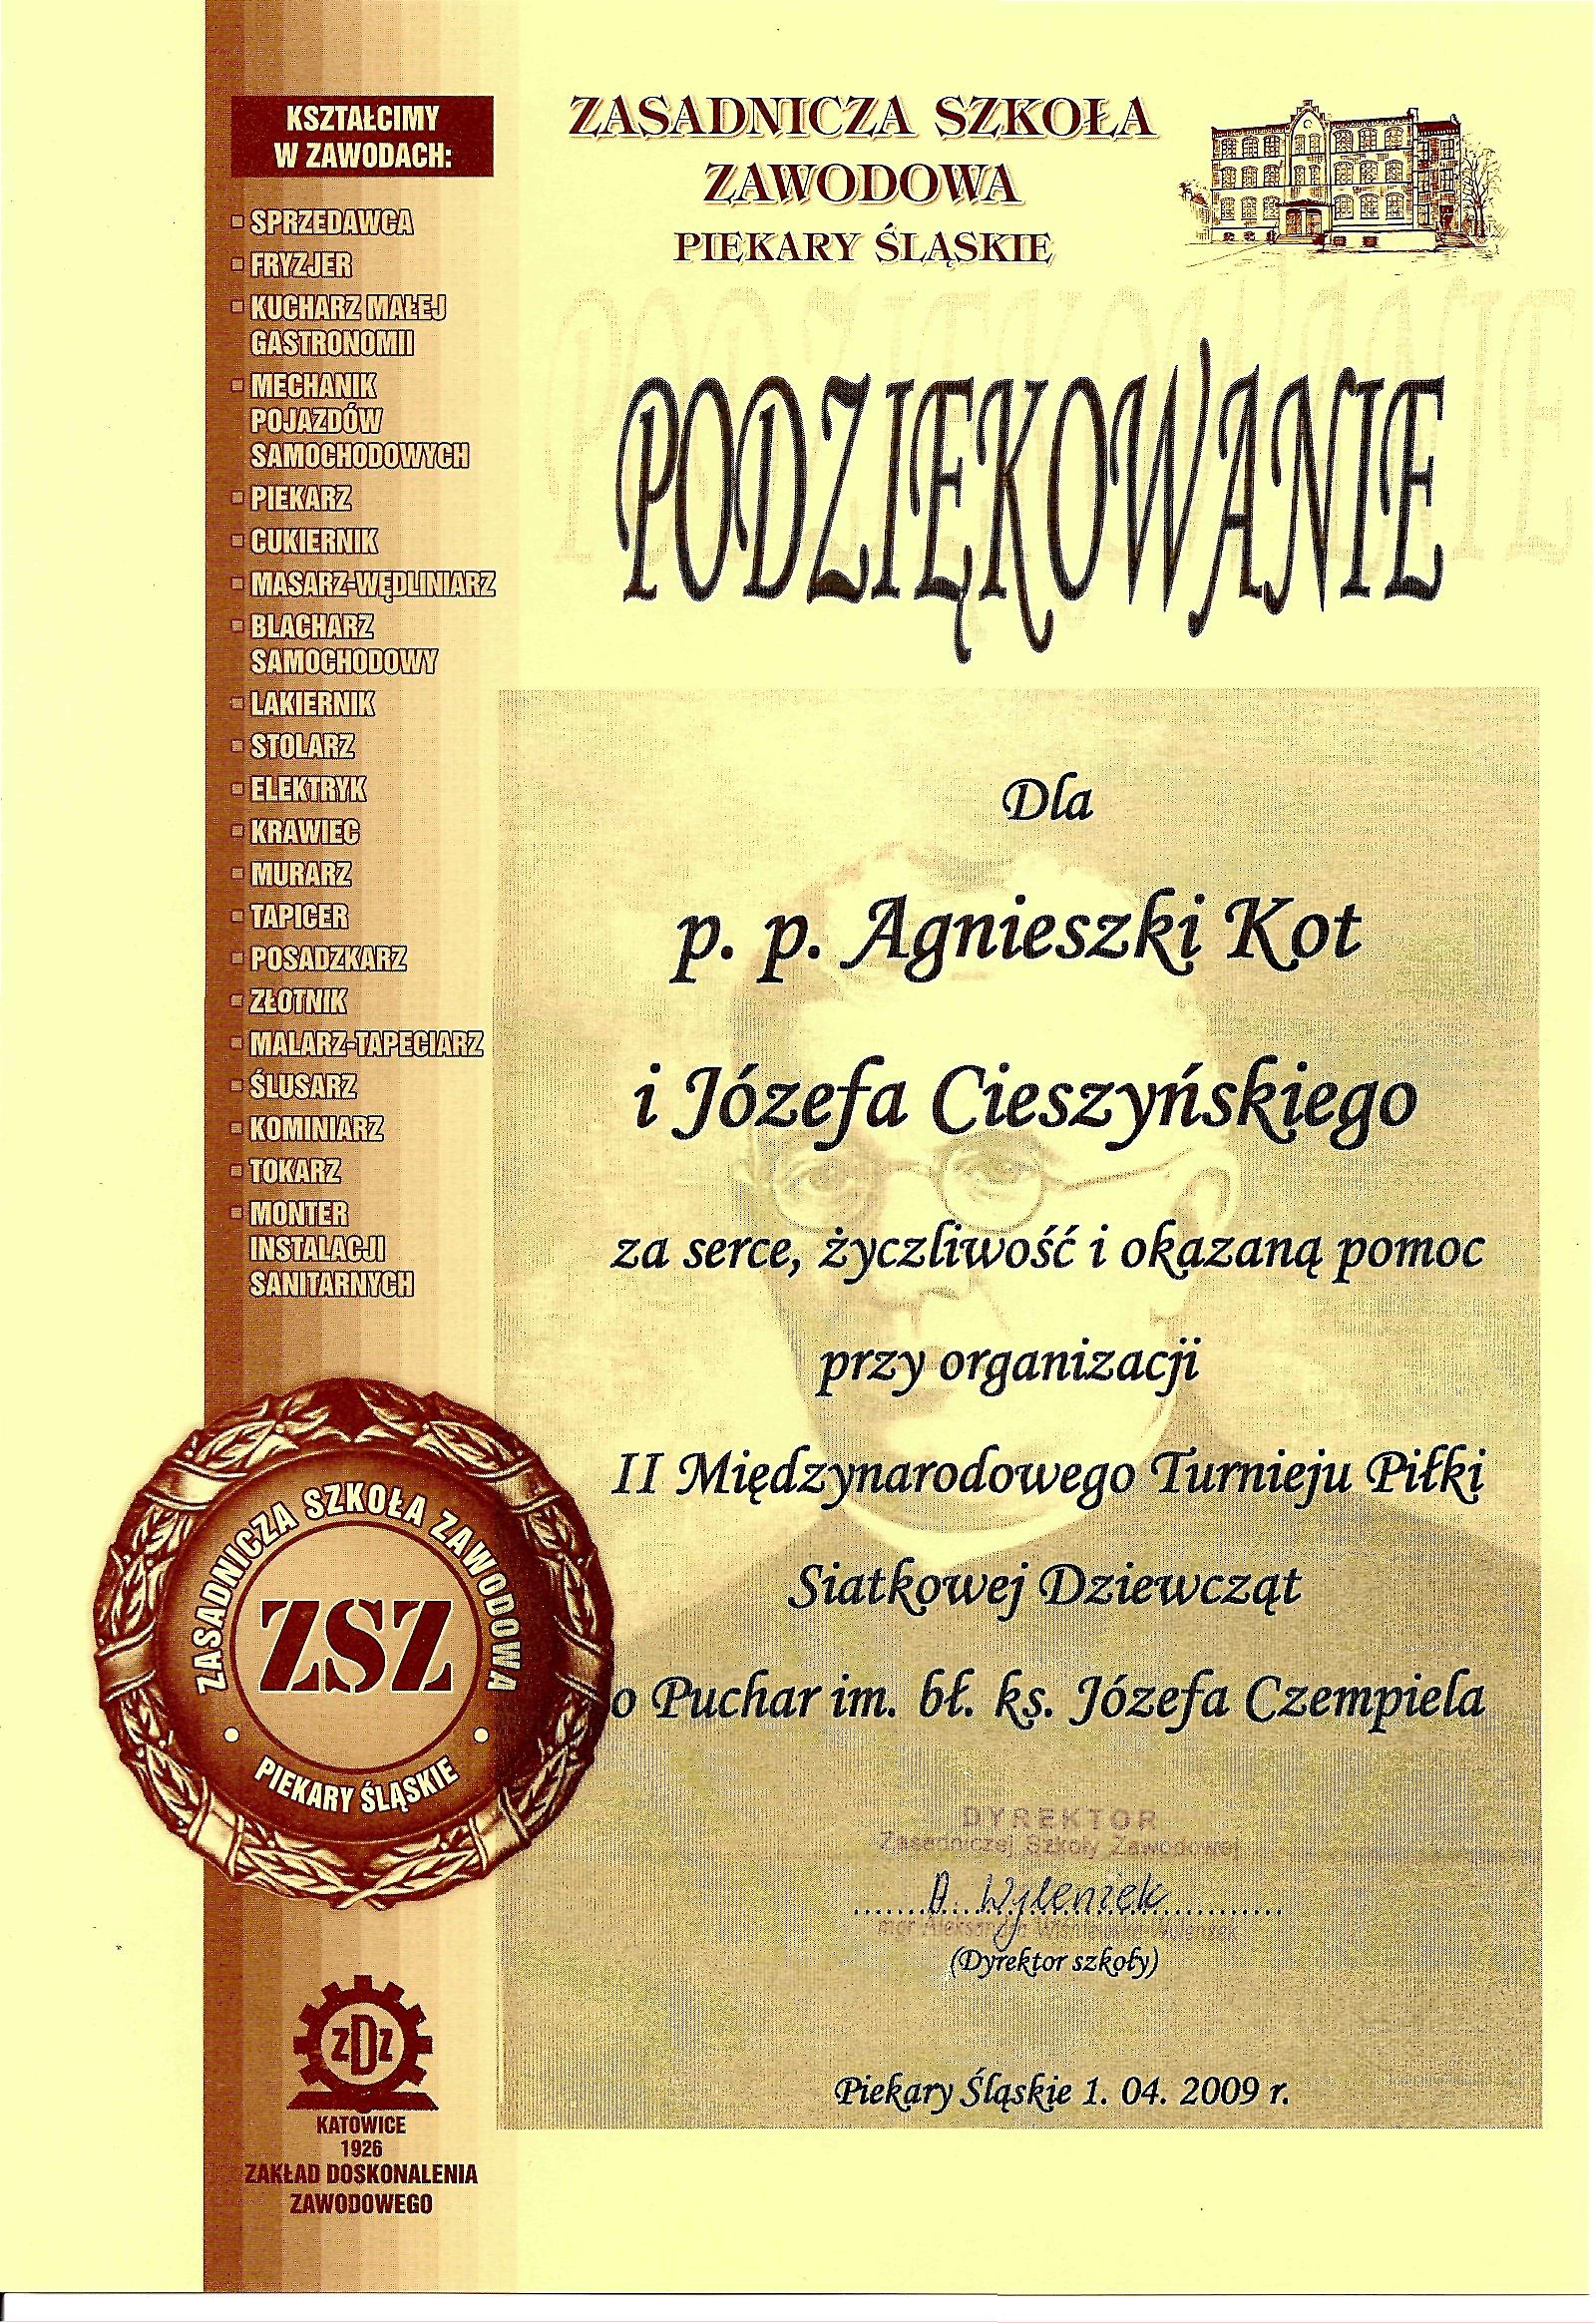 KSZTAŁCIMY
W ZAWODACH:
SPRZEDAWCA
FRYZJER
KUCHARZ MAŁEJ
GASTRONOMII
MECHANIK
POJAZDÓW
SAMOCHODOWYCH
PIEKARZ
CUKIERNIK
MASARZ-WĘDLINIARZ
BLACHARZ
SAMOCHODOWY
LAKIERNIK
STOLARZ
ELEKTRYK
KRAWIEC
MURARZ
TAPICER
POSADZKARZ
ZŁOTNIK
MALARZ-TAPECIARZ
ŚLUSARZ
KOMINIARZ
TOKARZ
MONTER
INSTALACJI
SANITARNYCH
ZASADNICZA SZKOŁA ZAWODOWA
ZSZ
PIEKARY ŚLĄSKIE
ZDZ
KATOWICE
1926
ZAKŁAD DOSKONALENIA
ZAWODOWEGO
ZASADNICZA SZKOŁA
ZAWODOWA
PIEKARY ŚLĄSKIE
PODZIĘKOWANIE
Dla
p. p. Agnieszki Kot
i Józefa Cieszyńskiego
za serce, życzliwość i okazaną pomoc
przy organizacji
II Międzynarodowego Turnieju Piłki
Siatkowej Dziewcząt
o Puchar im. bł. ks. Józefa Czempiela
DYREKTOR
Zasadniczej Szkoły Zawodowej
mgr Aleksandra
(Dyrektor szkoły)
Piekary Śląskie 1. 04. 2009 r.